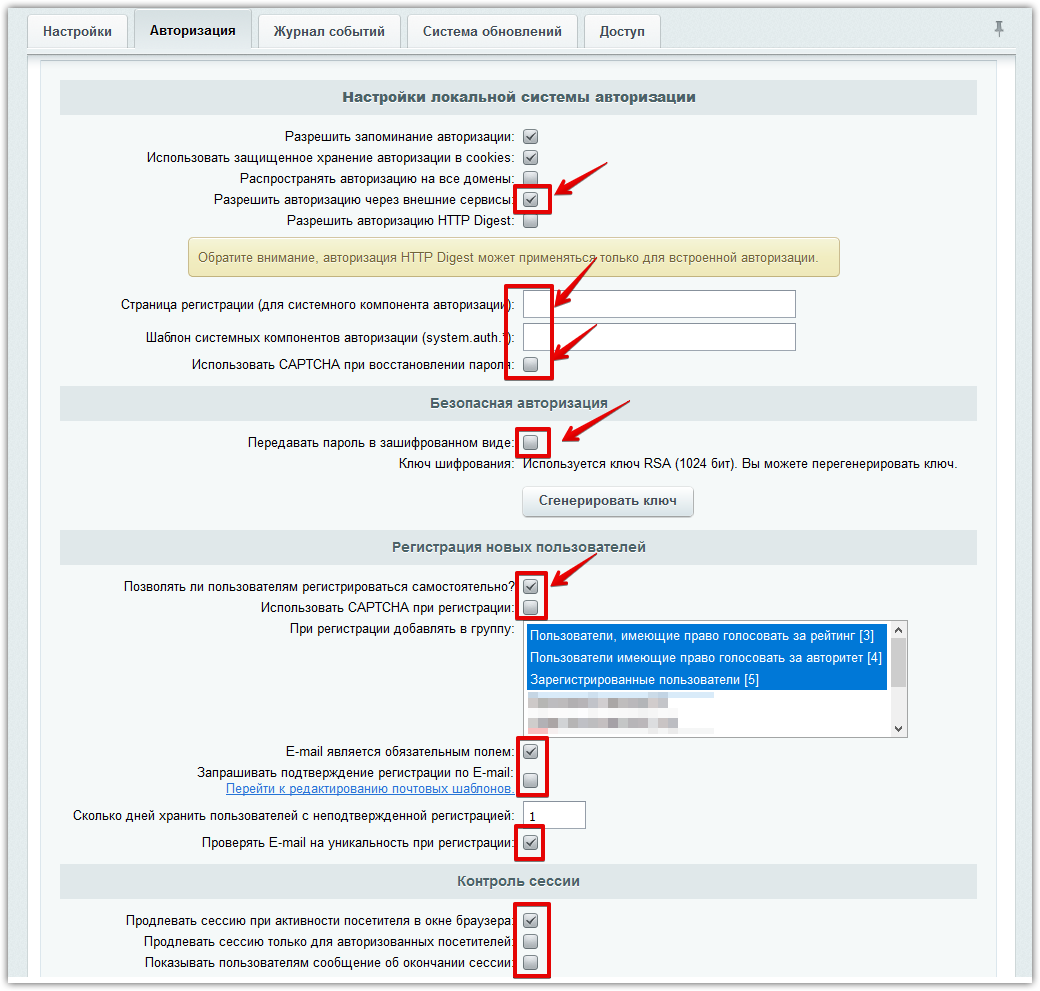 Настройки
Авторизация
Журнал событий
Система обновлений
Доступ
Настройки локальной системы авторизации
Разрешить запоминание авторизации:
Использовать защищенное хранение авторизации в cookies:
Распространять авторизацию на все домены:
Разрешить авторизацию через внешние сервисы:
Разрешить авторизацию HTTP Digest:
Обратите внимание, авторизация HTTP Digest может применяться только для встроенной авторизации.
Страница регистрации (для системного компонента авторизации):
Шаблон системных компонентов авторизации (system.auth.*):
Использовать CAPTCHA при восстановлении пароля:
Безопасная авторизация
Передавать пароль в зашифрованном виде:
Ключ шифрования: Используется ключ RSA (1024 бит). Вы можете перегенерировать ключ.
Сгенерировать ключ
Регистрация новых пользователей
Позволять ли пользователям регистрироваться самостоятельно?
Использовать CAPTCHA при регистрации:
При регистрации добавлять в группу:
Пользователи, имеющие право голосовать за рейтинг [3]
Пользователи имеющие право голосовать за авторитет [4]
Зарегистрированные пользователи [5]
E-mail является обязательным полем:
Запрашивать подтверждение регистрации по E-mail:
Перейти к редактированию почтовых шаблонов.
Сколько дней хранить пользователей с неподтвержденной регистрацией: 1
Проверять E-mail на уникальность при регистрации:
Контроль сессии
Продлевать сессию при активности посетителя в окне браузера:
Продлевать сессию только для авторизованных посетителей:
Показывать пользователям сообщение об окончании сессии: